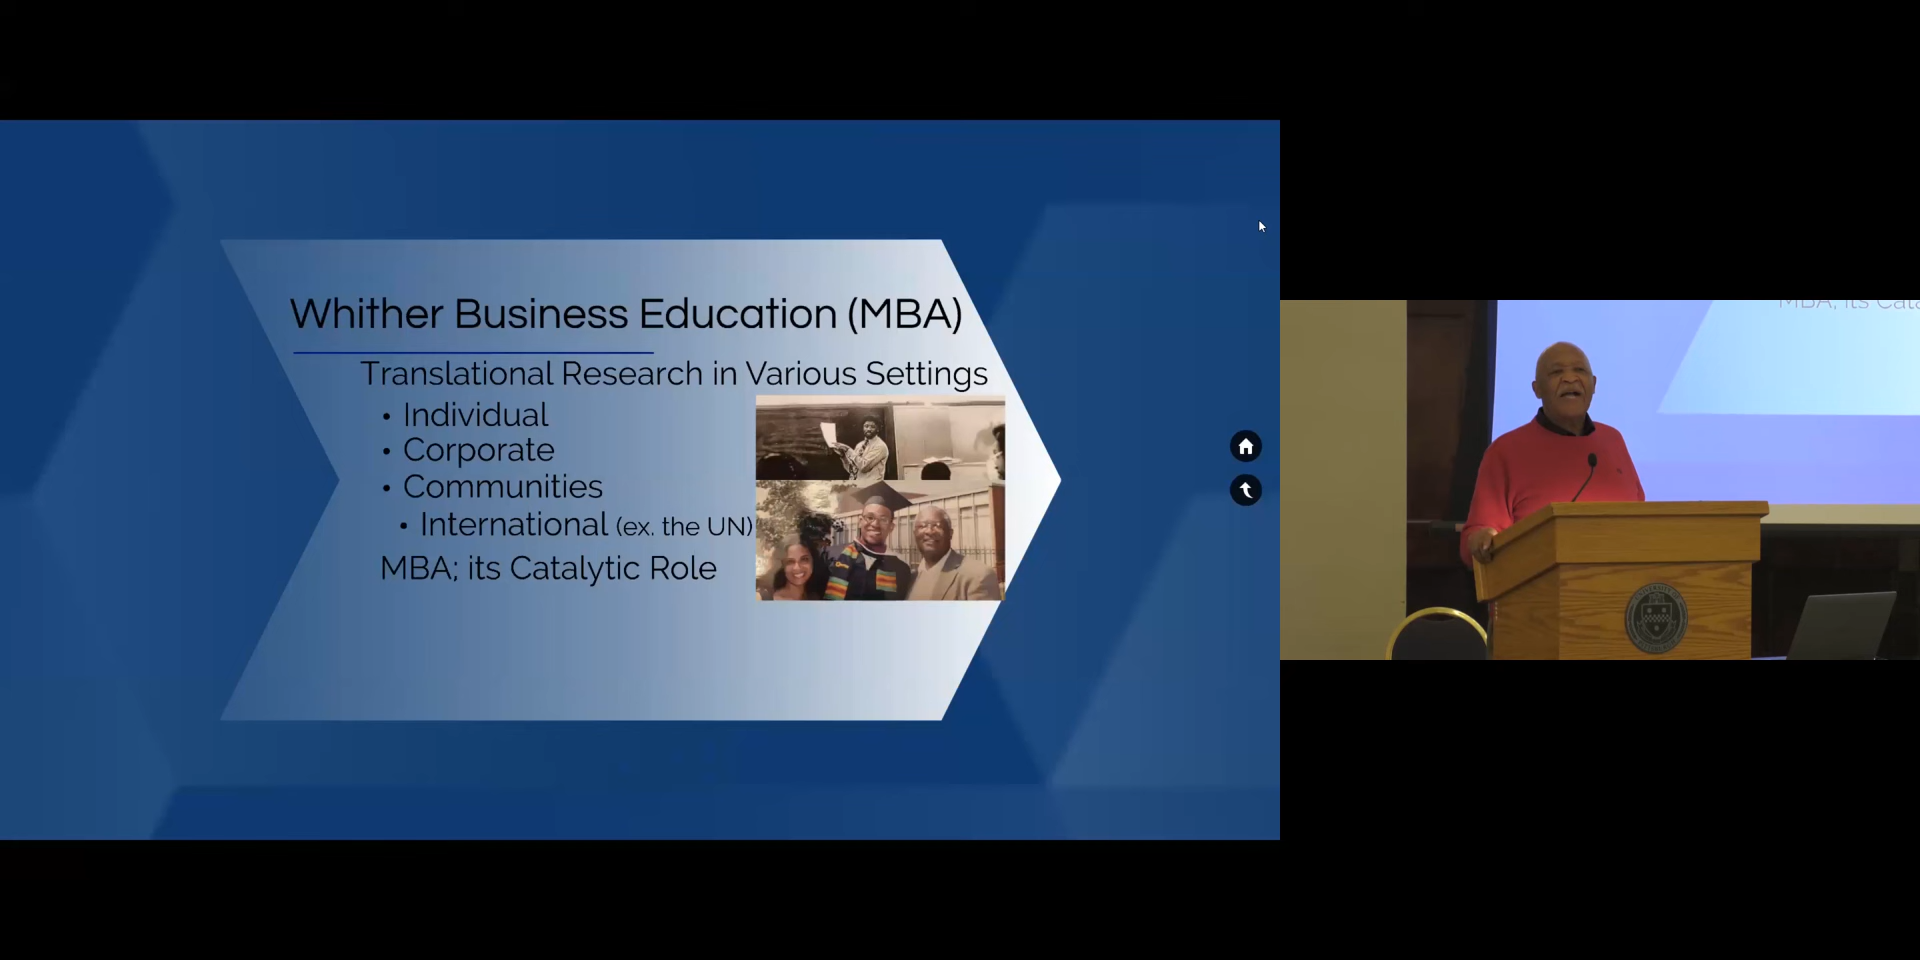 Whither Business Education (MBA)
Translational Research in Various Settings
• Individual
• Corporate
• Communities
• International (ex. the UN)
MBA; its Catalytic Role
MBA; its Cata